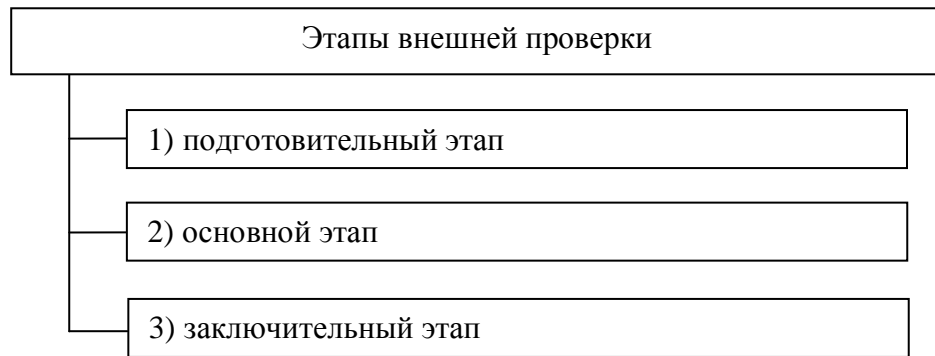 Этапы внешней проверки
1) подготовительный этап
2) основной этап
3) заключительный этап